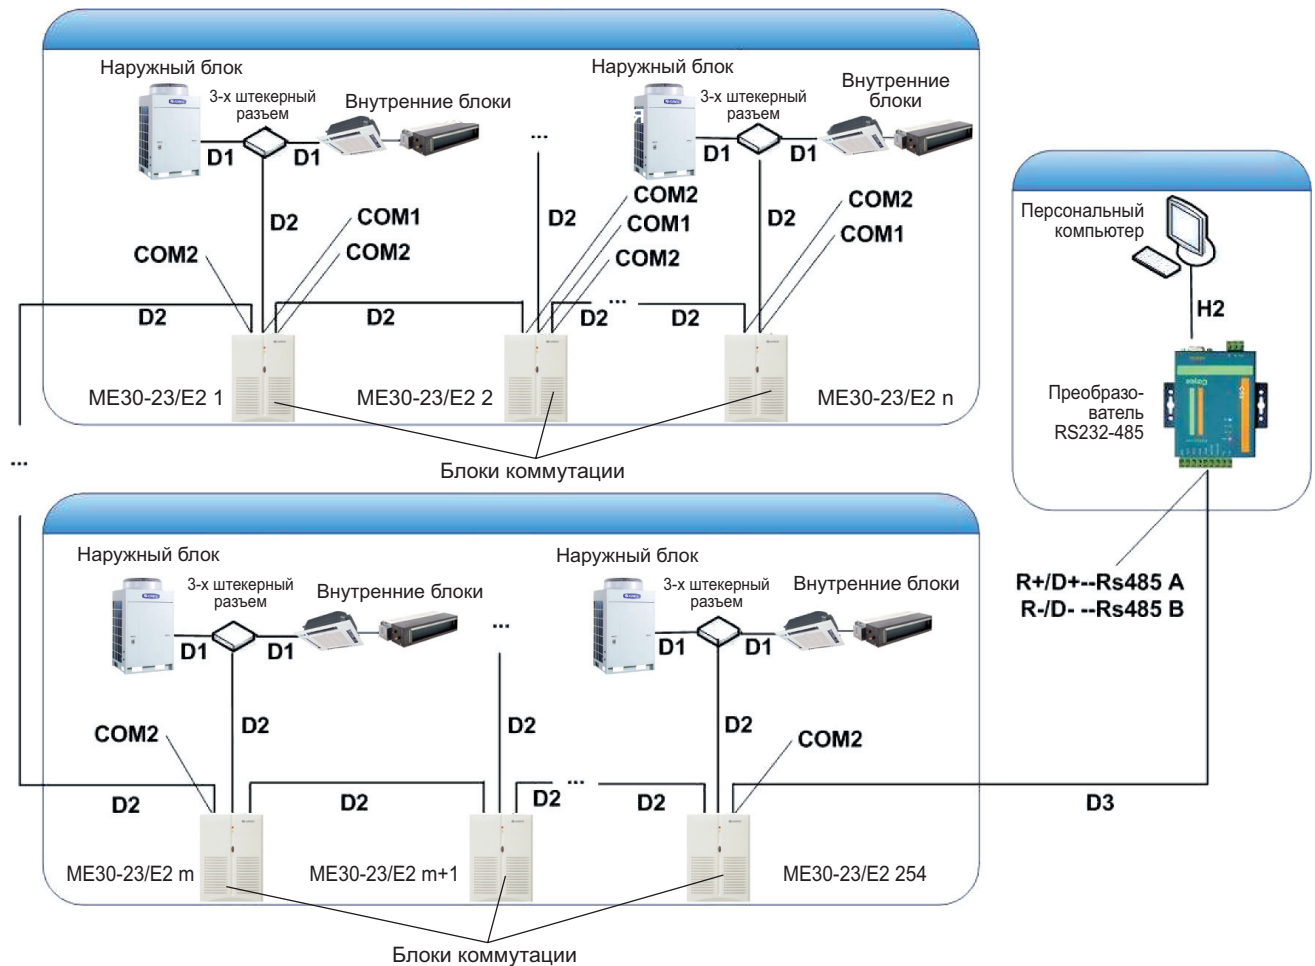 Наружный блок
3-х штекерный
разъем
Внутренние блоки
D1
D1
D2
COM2
COM1
COM2
...
D2
COM2
COM1
COM2
Наружный блок
3-х штекерный
разъем
я
Внутренние
блоки
D1
D1
D2
COM2
COM1
D2
D2
D2
...
D2
ME30-23/E2 1
ME30-23/E2 2
ME30-23/E2 n
Блоки коммутации
...
Персональный
компьютер
H2
Преобразо-
ватель
RS232-485
R+/D+--Rs485 A
R-/D- --Rs485 B
Наружный блок
3-х штекерный
разъем
Внутренние блоки
D1
D1
D2
COM2
...
D2
Наружный блок
3-х штекерный
разъем
Внутренние блоки
D1
D1
D2
COM2
D2
D2
D2
...
D2
D3
ME30-23/E2 m
ME30-23/E2 m+1
ME30-23/E2 254
Блоки коммутации